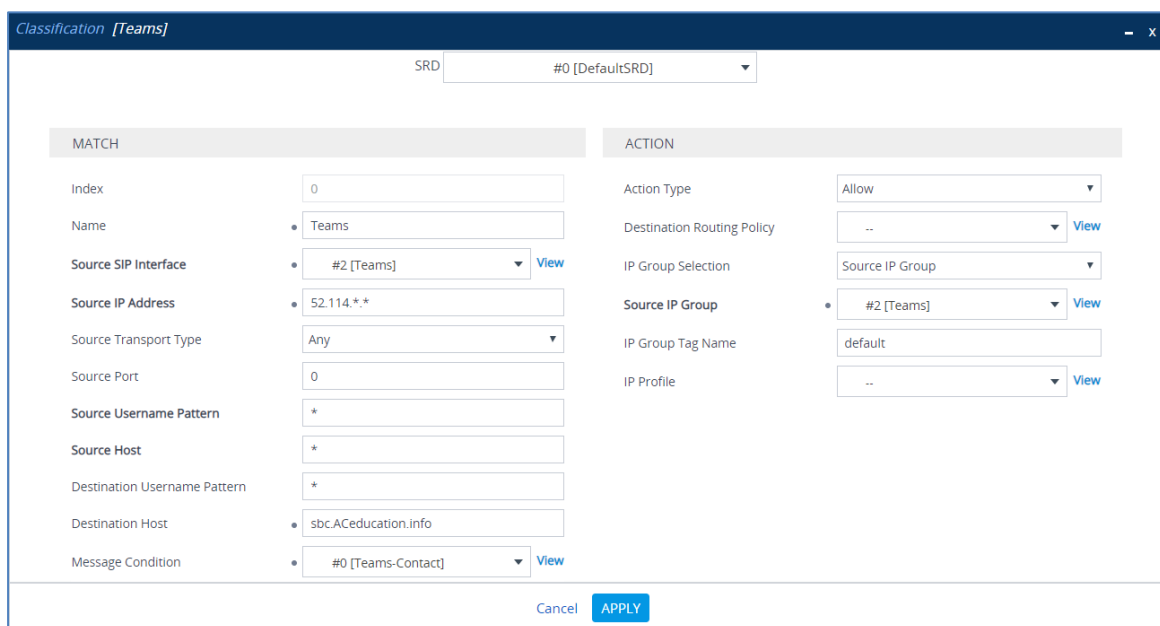 Classification [Teams]
– x
SRD #0 [DefaultSRD]
MATCH
Index 0
Name Teams
Source SIP Interface #2 [Teams] View
Source IP Address 52.114.*.*
Source Transport Type Any
Source Port 0
Source Username Pattern *
Source Host *
Destination Username Pattern *
Destination Host sbc.ACeducation.info
Message Condition #0 [Teams-Contact] View
ACTION
Action Type Allow
Destination Routing Policy -- View
IP Group Selection Source IP Group
Source IP Group #2 [Teams] View
IP Group Tag Name default
IP Profile -- View
Cancel APPLY